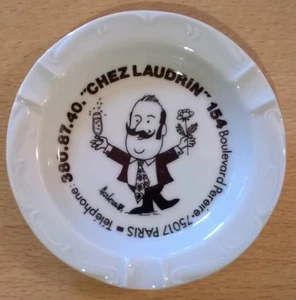 "CHEZ LAUDRIN" 154 Boulevard Pereire-75017 PARIS = Téléphone: 380.87.40.